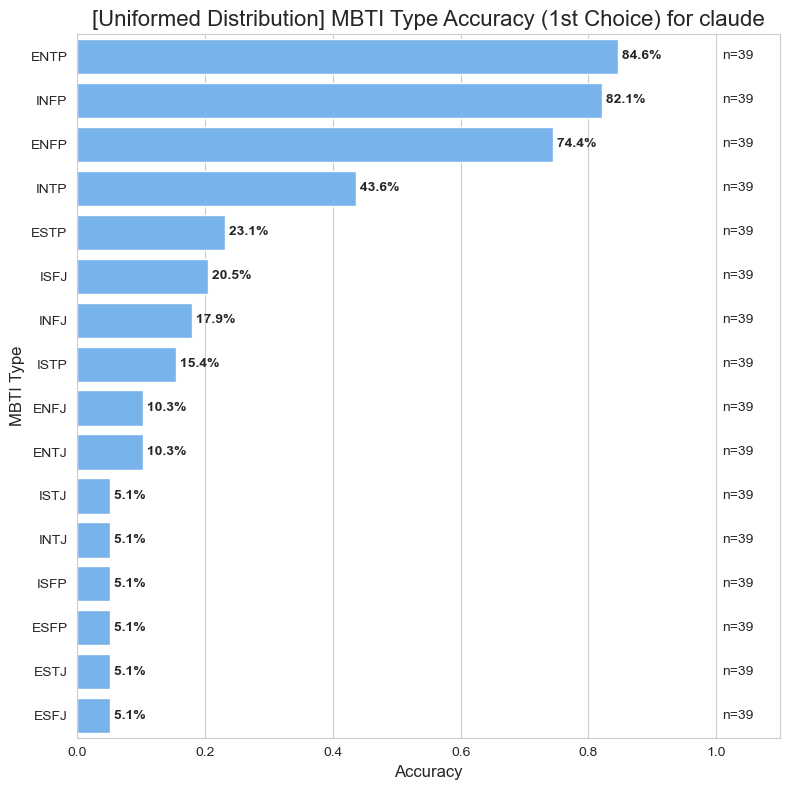 [Uniformed Distribution] MBTI Type Accuracy (1st Choice) for claude
ENTP 84.6% n=39
INFP 82.1% n=39
ENFP 74.4% n=39
INTP 43.6% n=39
ESTP 23.1% n=39
ISFJ 20.5% n=39
INFJ 17.9% n=39
ISTP 15.4% n=39
ENFJ 10.3% n=39
ENTJ 10.3% n=39
ISTJ 5.1% n=39
INTJ 5.1% n=39
ISFP 5.1% n=39
ESFP 5.1% n=39
ESTJ 5.1% n=39
ESFJ 5.1% n=39
MBTI Type
0.0 0.2 0.4 0.6 0.8 1.0
Accuracy